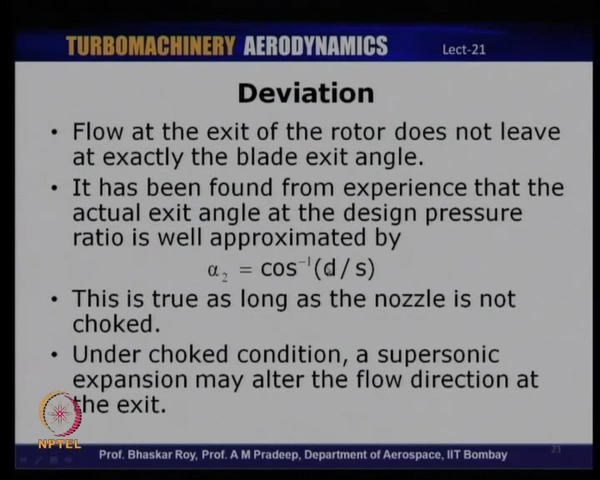 TURBOMACHINERY AERODYNAMICS Lect-21
Deviation
• Flow at the exit of the rotor does not leave
at exactly the blade exit angle.
• It has been found from experience that the
actual exit angle at the design pressure
ratio is well approximated by
α₂ = cos⁻¹(d/s)
• This is true as long as the nozzle is not
choked.
• Under choked condition, a supersonic
expansion may alter the flow direction at
the exit.
NPTEL
Prof. Bhaskar Roy, Prof. A M Pradeep, Department of Aerospace, IIT Bombay
23